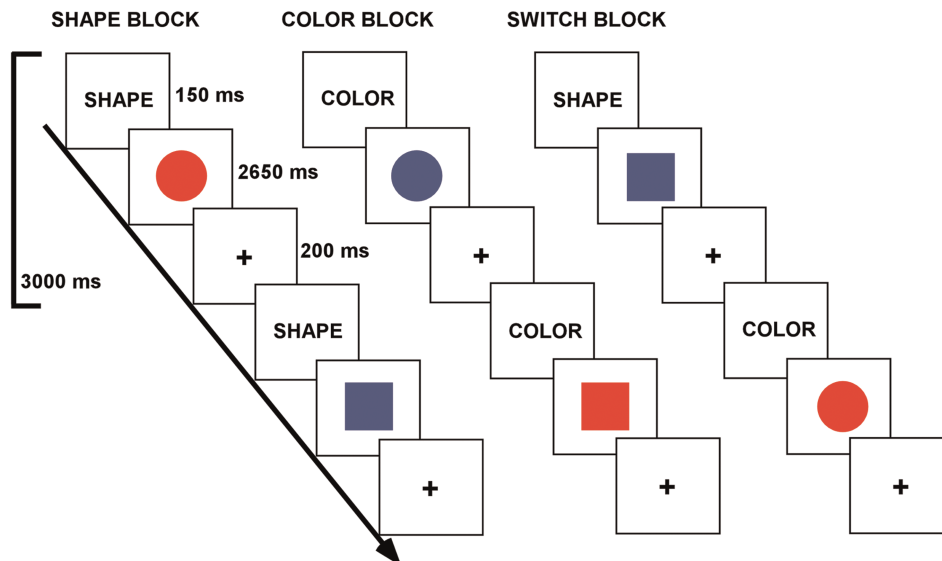 SHAPE BLOCK
COLOR BLOCK
SWITCH BLOCK
SHAPE
150 ms
COLOR
SHAPE
2650 ms
+
200 ms
+
+
3000 ms
SHAPE
COLOR
COLOR
+
+
+